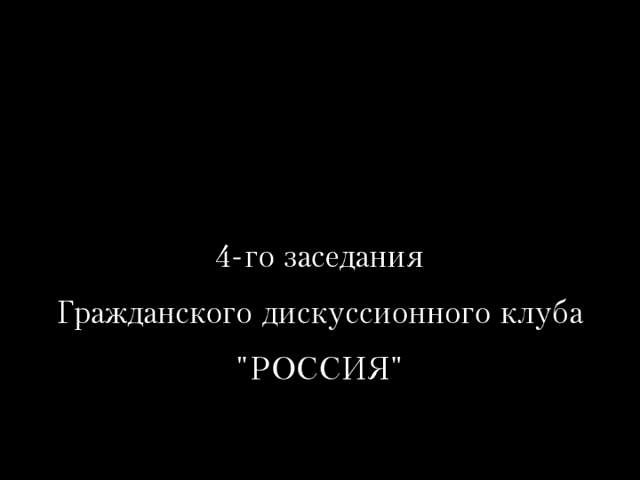 4-го заседания
Гражданского дискуссионного клуба
"РОССИЯ"